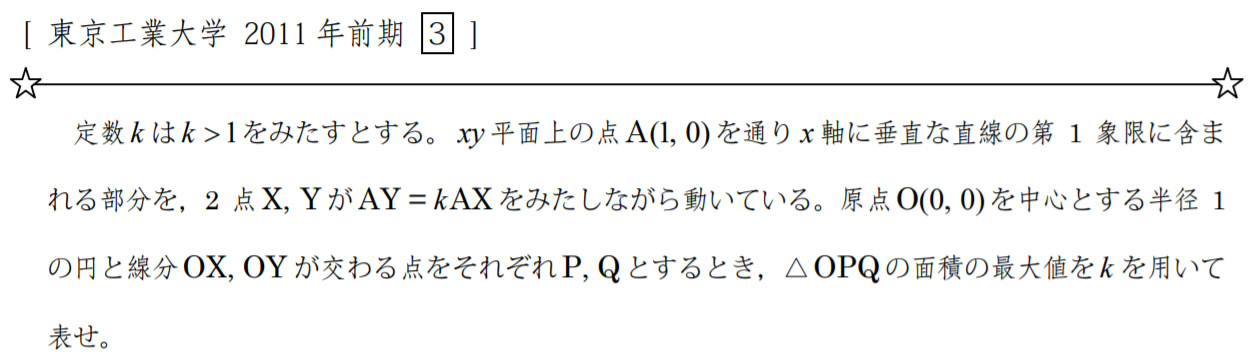 [ 東京工業大学 2011 年前期 3 ]
定数 k は k >1をみたすとする。xy 平面上の点 A(1, 0) を通り x 軸に垂直な直線の第 1 象限に含ま
れる部分を，2 点 X, Y が AY = kAX をみたしながら動いている。原点 O(0, 0) を中心とする半径 1
の円と線分 OX, OY が交わる点をそれぞれ P, Q とするとき，△OPQ の面積の最大値を k を用いて
表せ。